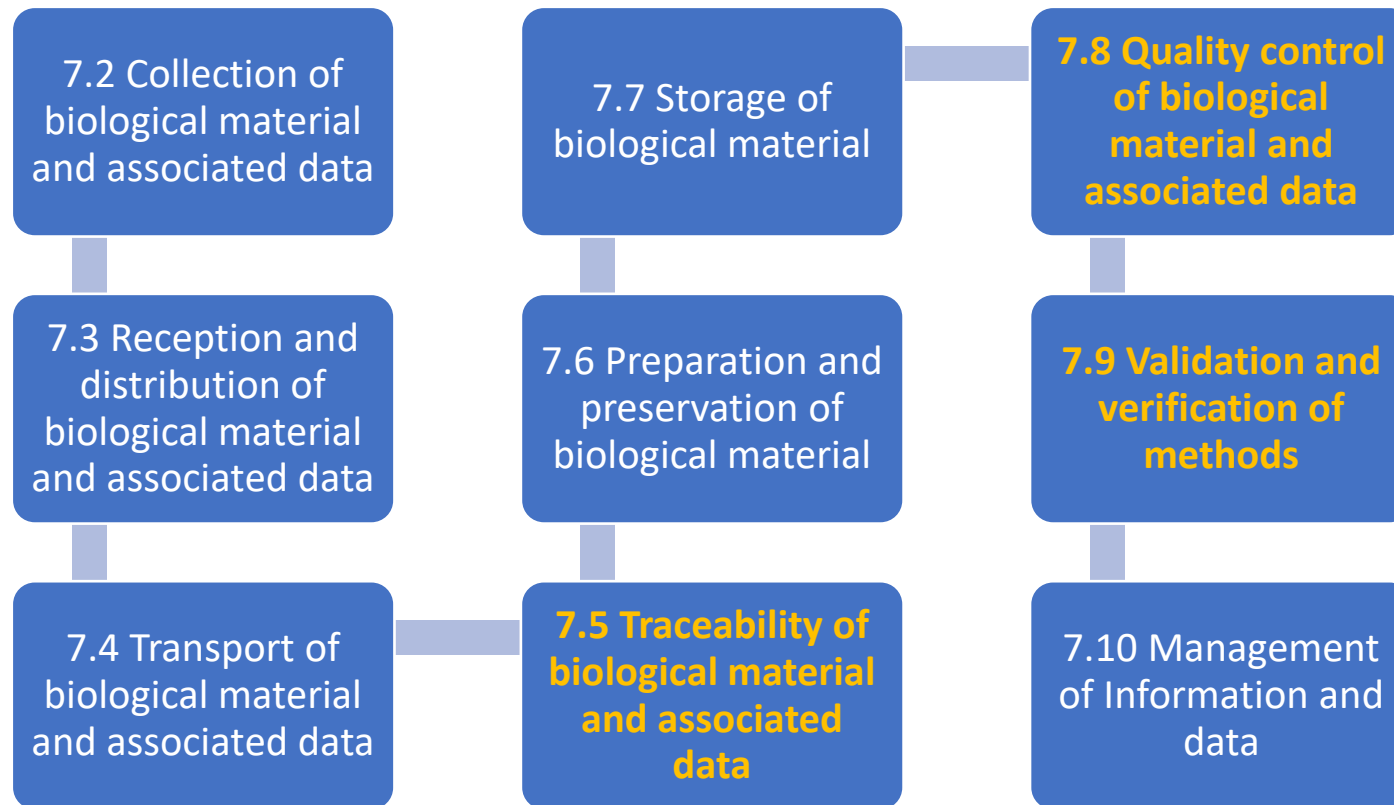 7.2 Collection of
biological material
and associated data
7.3 Reception and
distribution of
biological material
and associated data
7.4 Transport of
biological material
and associated data
7.5 Traceability of
biological material
and associated
data
7.6 Preparation and
preservation of
biological material
7.7 Storage of
biological material
7.8 Quality control
of biological
material and
associated data
7.9 Validation and
verification of
methods
7.10 Management
of Information and
data